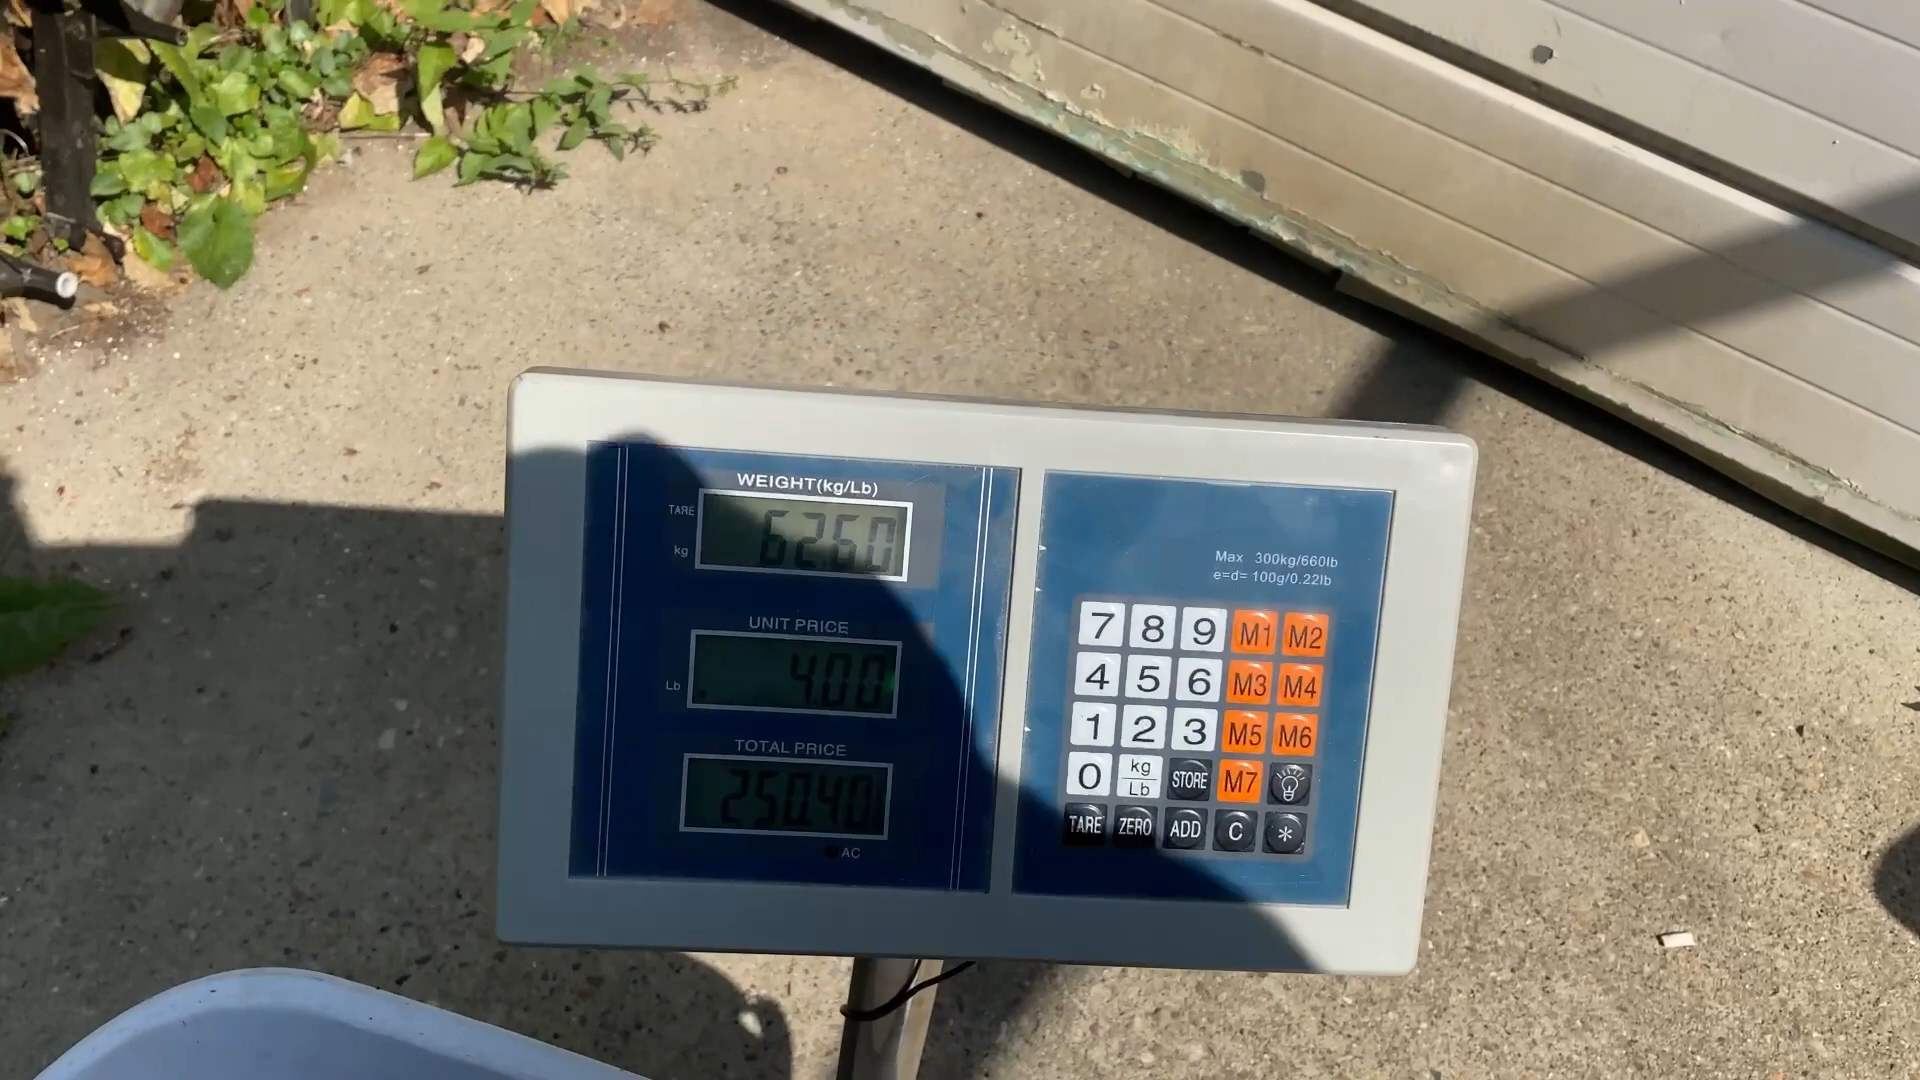 WEIGHT(kg/Lb)
TARE
kg
62.60
UNIT PRICE
Lb
4.00
TOTAL PRICE
250.40
AC
Max 300kg/660lb
e=d= 100g/0.22lb
7 8 9 M1 M2
4 5 6 M3 M4
1 2 3 M5 M6
0 kg/Lb STORE M7
TARE ZERO ADD C *